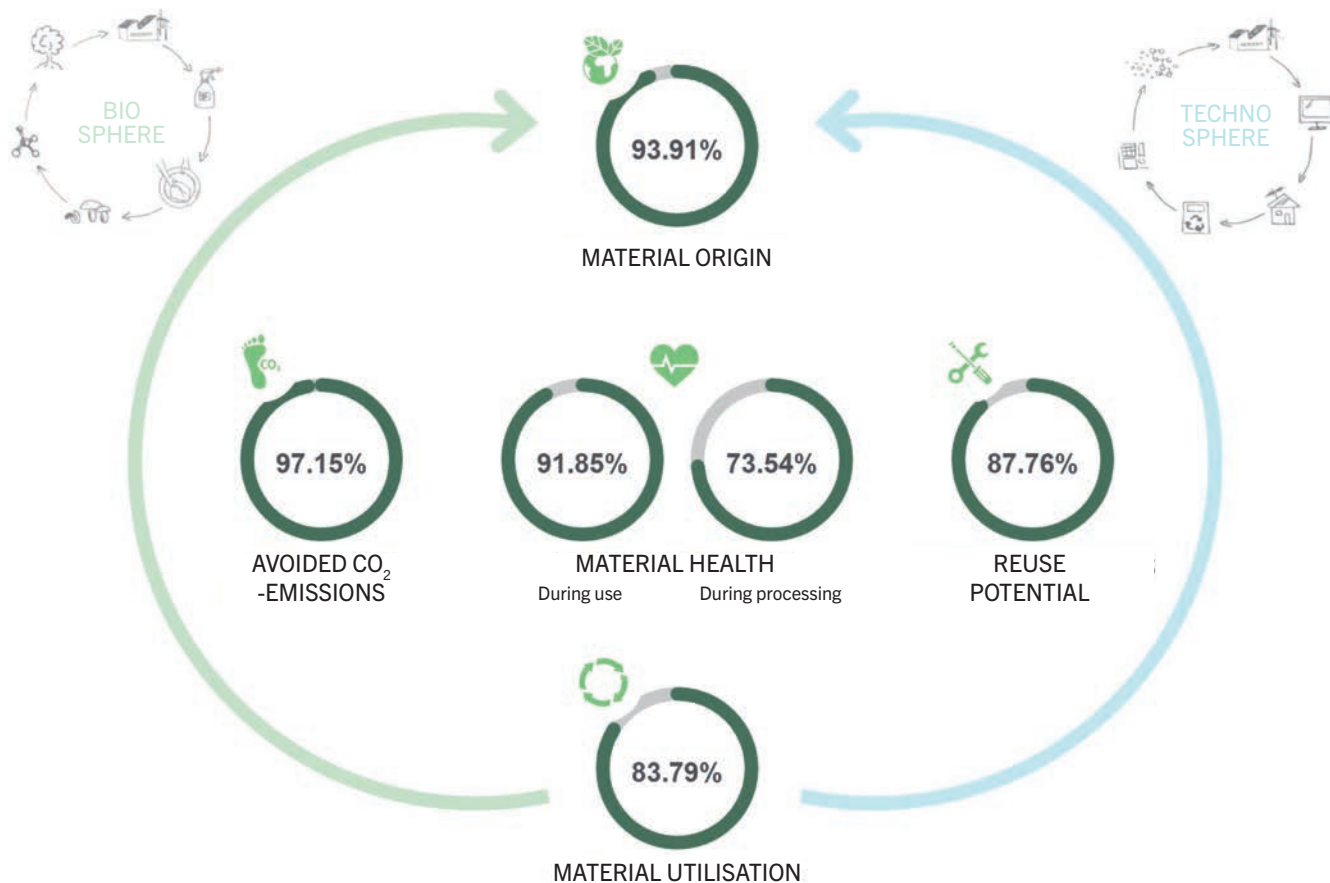 BIO
SPHERE
TECHNO
SPHERE
93.91%
MATERIAL ORIGIN
CO₂
97.15%
AVOIDED CO₂
-EMISSIONS
91.85%
73.54%
MATERIAL HEALTH
During use
During processing
87.76%
REUSE
POTENTIAL
83.79%
MATERIAL UTILISATION